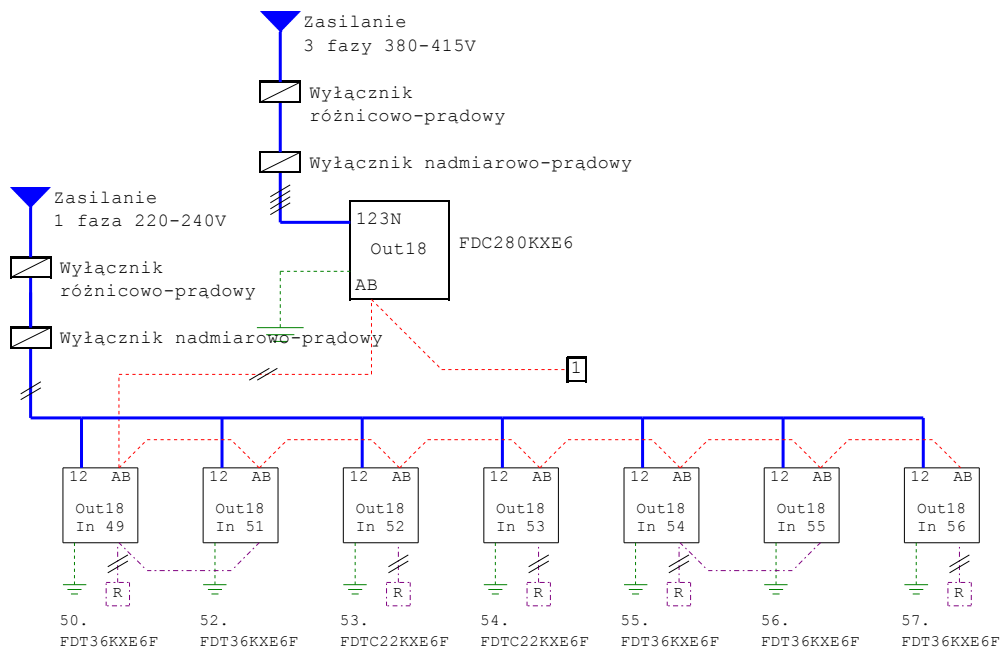 Zasilanie
3 fazy 380-415V
Wyłącznik
różnicowo-prądowy
Wyłącznik nadmiarowo-prądowy
Zasilanie
1 faza 220-240V
Wyłącznik
różnicowo-prądowy
Wyłącznik nadmiarowo-prądowy
123N
Out18
AB
FDC280KXE6
1
12 AB
Out18
In 49
R
50.
FDT36KXE6F
12 AB
Out18
In 51
52.
FDT36KXE6F
12 AB
Out18
In 52
R
53.
FDTC22KXE6F
12 AB
Out18
In 53
R
54.
FDTC22KXE6F
12 AB
Out18
In 54
R
55.
FDT36KXE6F
12 AB
Out18
In 55
56.
FDT36KXE6F
12 AB
Out18
In 56
R
57.
FDT36KXE6F